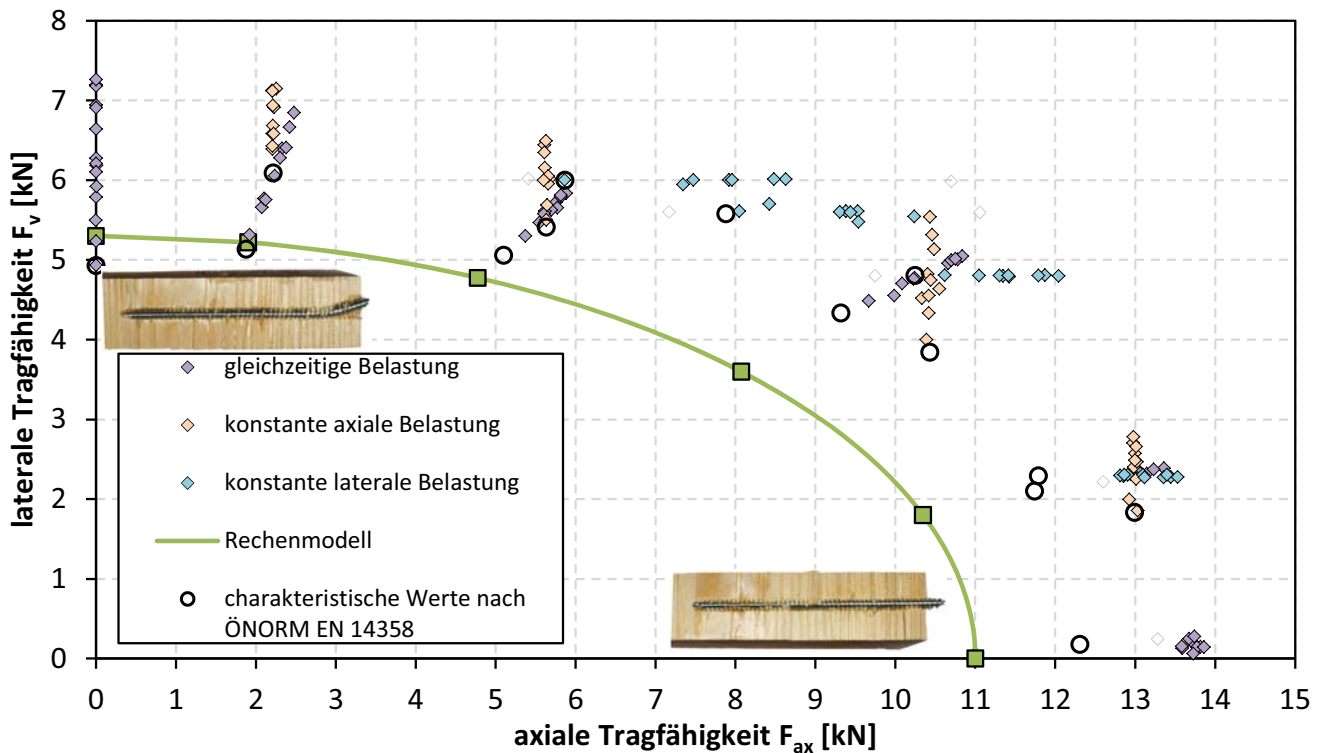 8
7
6
5
4
3
2
1
0
laterale Tragfähigkeit Fv [kN]
gleichzeitige Belastung
konstante axiale Belastung
konstante laterale Belastung
Rechenmodell
charakteristische Werte nach
ÖNORM EN 14358
0 1 2 3 4 5 6 7 8 9 10 11 12 13 14 15
axiale Tragfähigkeit Fax [kN]